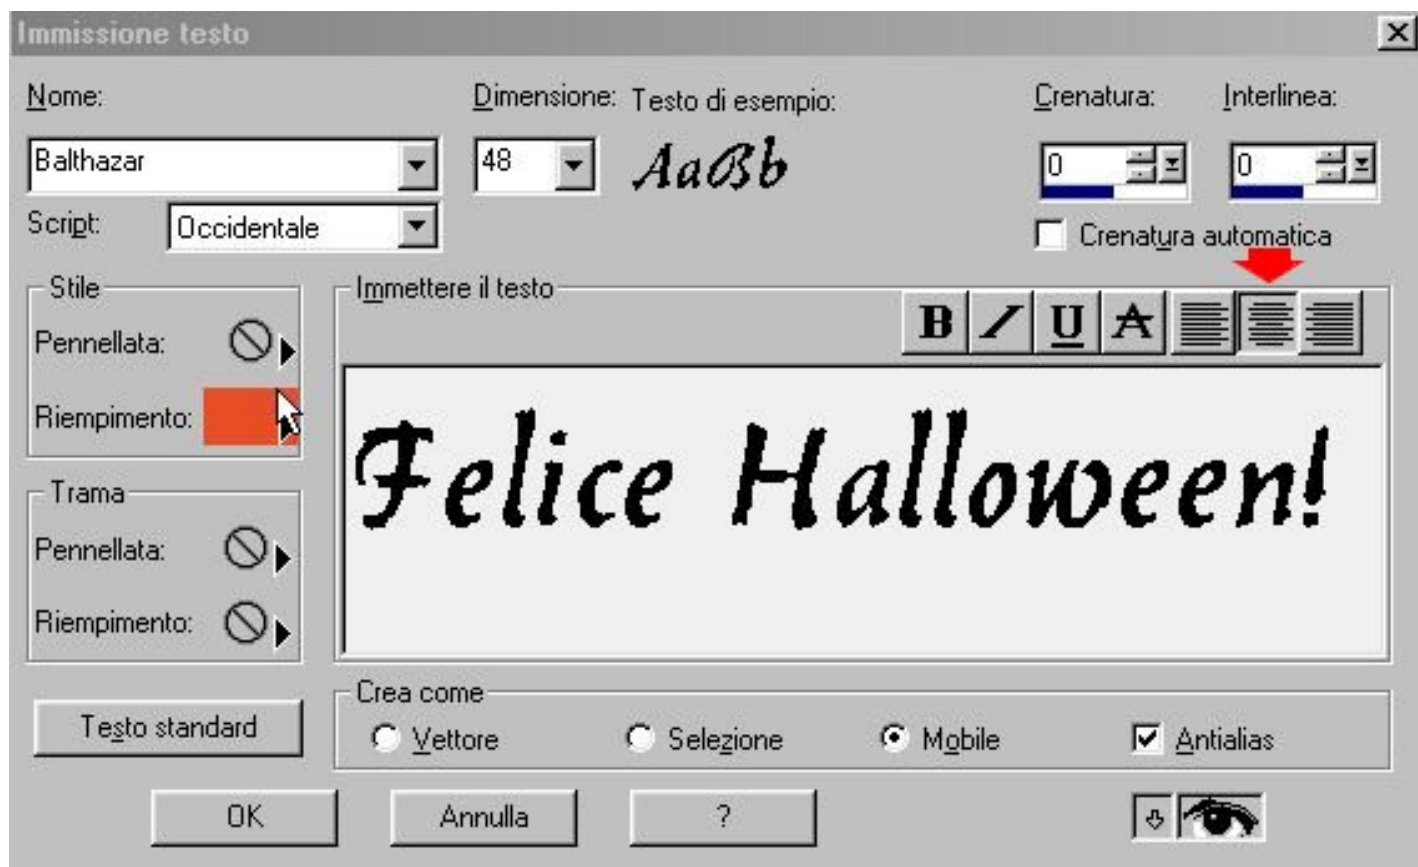 Immissione testo
Nome: Dimensione: Testo di esempio: Crenatura: Interlinea:
Balthazar 48 AaBb 0 0
Script: Occidentale Crenatura automatica
Stile Immettere il testo B I U A
Pennellata:
Riempimento:
Felice Halloween!
Trama
Pennellata:
Riempimento:
Crea come
Testo standard Vettore Selezione Mobile Antialias
OK Annulla ?